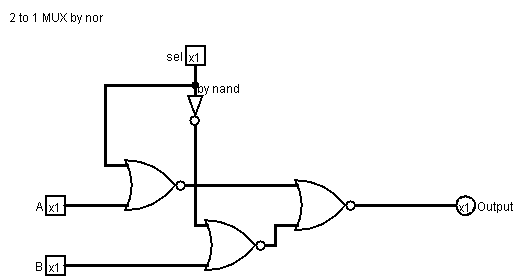 2 to 1 MUX by nor
sel x1
by nand
A x1
x1 Output
B x1